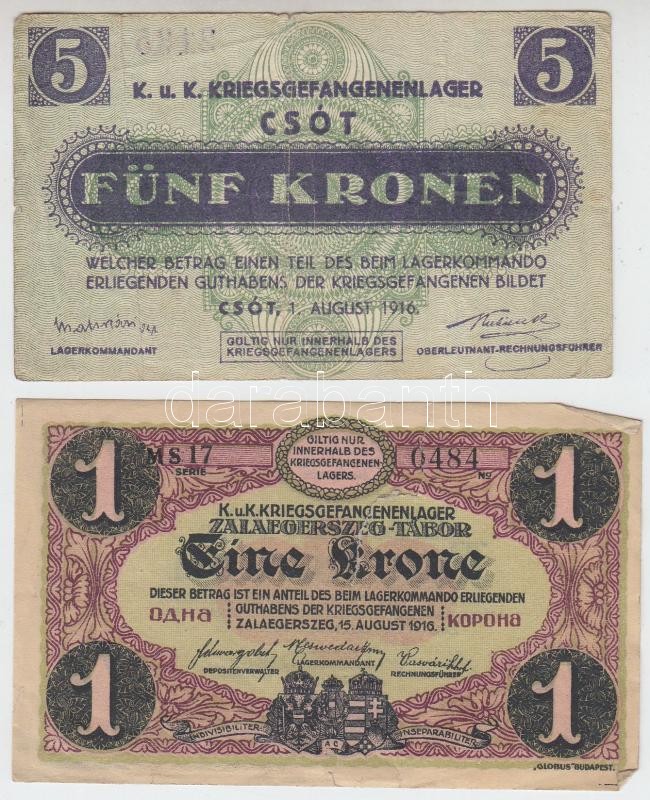 5
5
K. u. K. KRIEGSGEFANGENENLAGER
CSÓT
FÜNF KRONEN
WELCHER BETRAG EINEN TEIL DES BEIM LAGERKOMMANDO
ERLIEGENDEN GUTHABENS DER KRIEGSGEFANGENEN BILDET
CSÓT, 1. AUGUST 1916.
LAGERKOMMANDANT
GÜLTIG NUR INNERHALB DES
KRIEGSGEFANGENENLAGERS
OBERLEUTNANT-RECHNUNGSFÜHRER
darabanth
1
MS 17
SERIE
GILTIG NUR
INNERHALB DES
KRIEGSGEFANGENEN-
LAGERS.
0484
No
1
K.u.K.KRIEGSGEFANGENENLAGER
ZALAEGERSZEG-TÁBOR
Eine Krone
DIESER BETRAG IST EIN ANTEIL DES BEIM LAGERKOMMANDO ERLIEGENDEN
ОДНА
GUTHABENS DER KRIEGSGEFANGENEN
ZALAEGERSZEG, 15. AUGUST 1916.
КОРОНА
DEPOSITENVERWALTER
LAGERKOMMANDANT
RECHNUNGSFÜHRER
1
1
INDIVISIBILITER
AC
INSEPARABILITER
„GLOBUS" BUDAPEST.